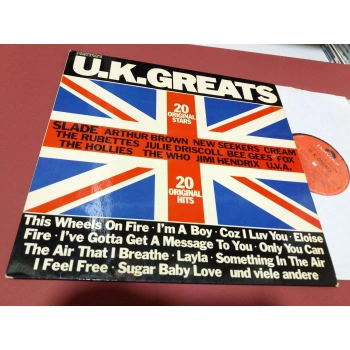 U.K.GREATS
20
ORIGINAL
STARS
SLADE ARTHUR BROWN NEW SEEKERS CREAM
THE RUBETTES JULIE DRISCOLL BEE GEES FOX
THE HOLLIES THE WHO JIMI HENDRIX U.V.A.
20
ORIGINAL
HITS
This Wheels On Fire · I'm A Boy · Coz I Luv You · Eloise
Fire · I've Gotta Get A Message To You · Only You Can
The Air That I Breathe · Layla · Something In The Air
I Feel Free · Sugar Baby Love und viele andere